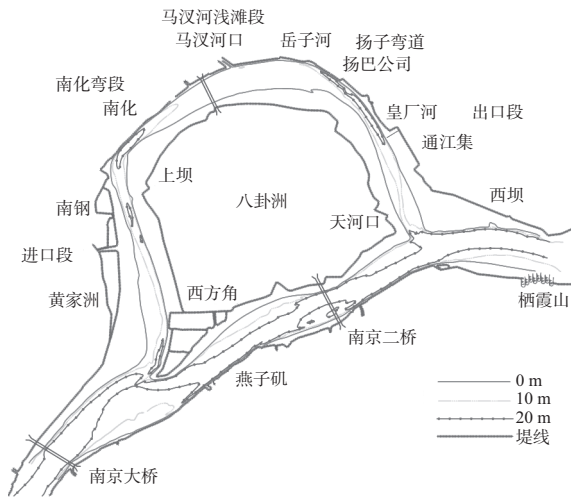 马汊河浅滩段
马汊河口
岳子河
扬子弯道
扬巴公司
南化弯段
南化
皇厂河
出口段
通江集
上坝
八卦洲
西坝
南钢
天河口
进口段
黄家洲
西方角
栖霞山
南京二桥
燕子矶
南京大桥
0 m
10 m
20 m
堤线